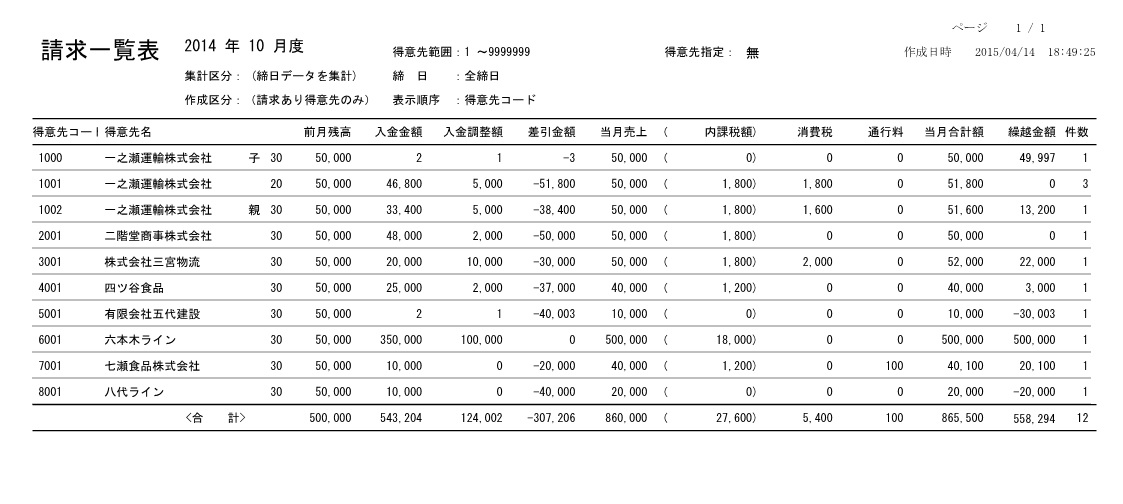 ページ 1 / 1
請求一覧表 2014 年 10 月度 得意先範囲：1 ～9999999 得意先指定： 無 作成日時 2015/04/14 18:49:25
集計区分：（締日データを集計） 締 日 ：全締日
作成区分：（請求あり得意先のみ） 表示順序 ：得意先コード
得意先コード 得意先名 前月残高 入金金額 入金調整額 差引金額 当月売上 （ 内課税額） 消費税 通行料 当月合計額 繰越金額 件数
1000 一之瀬運輸株式会社 子 30 50,000 2 1 -3 50,000 （ 0） 0 0 50,000 49,997 1
1001 一之瀬運輸株式会社 20 50,000 46,800 5,000 -51,800 50,000 （ 1,800） 1,800 0 51,800 0 3
1002 一之瀬運輸株式会社 親 30 50,000 33,400 5,000 -38,400 50,000 （ 1,800） 1,600 0 51,600 13,200 1
2001 二階堂商事株式会社 30 50,000 48,000 2,000 -50,000 50,000 （ 1,800） 0 0 50,000 0 1
3001 株式会社三宮物流 30 50,000 20,000 10,000 -30,000 50,000 （ 1,800） 2,000 0 52,000 22,000 1
4001 四ツ谷食品 30 50,000 25,000 2,000 -37,000 40,000 （ 1,200） 0 0 40,000 3,000 1
5001 有限会社五代建設 30 50,000 2 1 -40,003 10,000 （ 0） 0 0 10,000 -30,003 1
6001 六本木ライン 30 50,000 350,000 100,000 0 500,000 （ 18,000） 0 0 500,000 500,000 1
7001 七瀬食品株式会社 30 50,000 10,000 0 -20,000 40,000 （ 1,200） 0 100 40,100 20,100 1
8001 八代ライン 30 50,000 10,000 0 -40,000 20,000 （ 0） 0 0 20,000 -20,000 1
<合 計> 500,000 543,204 124,002 -307,206 860,000 （ 27,600） 5,400 100 865,500 558,294 12